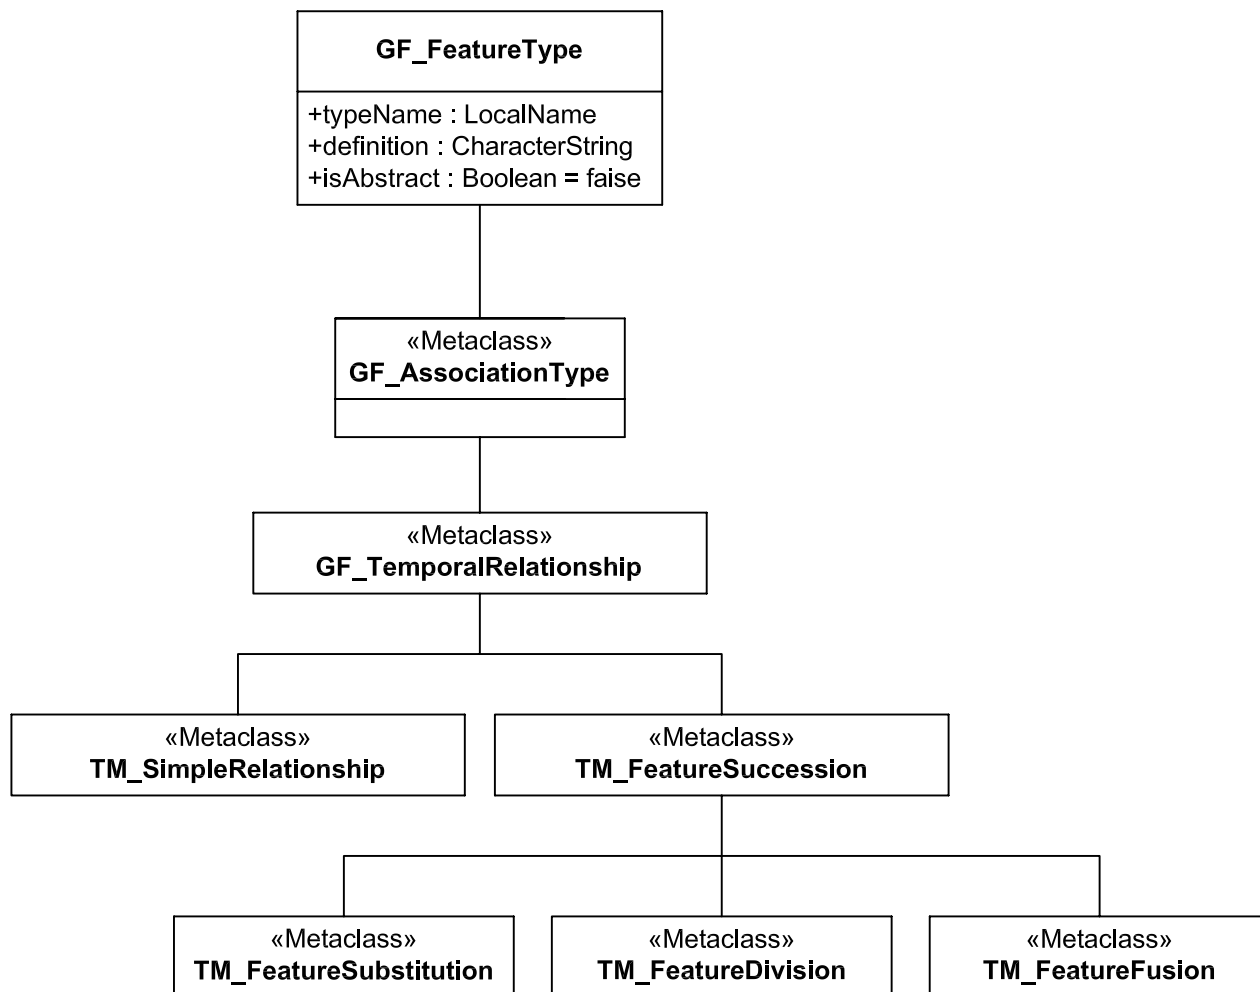 GF_FeatureType
+typeName : LocalName
+definition : CharacterString
+isAbstract : Boolean = false
«Metaclass»
GF_AssociationType
«Metaclass»
GF_TemporalRelationship
«Metaclass»
TM_SimpleRelationship
«Metaclass»
TM_FeatureSuccession
«Metaclass»
TM_FeatureSubstitution
«Metaclass»
TM_FeatureDivision
«Metaclass»
TM_FeatureFusion